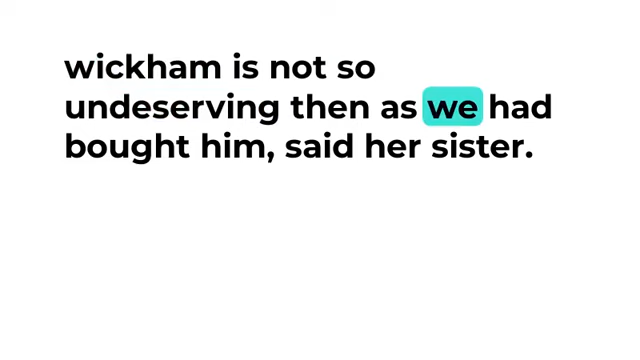 wickham is not so
undeserving then as we had
bought him, said her sister.